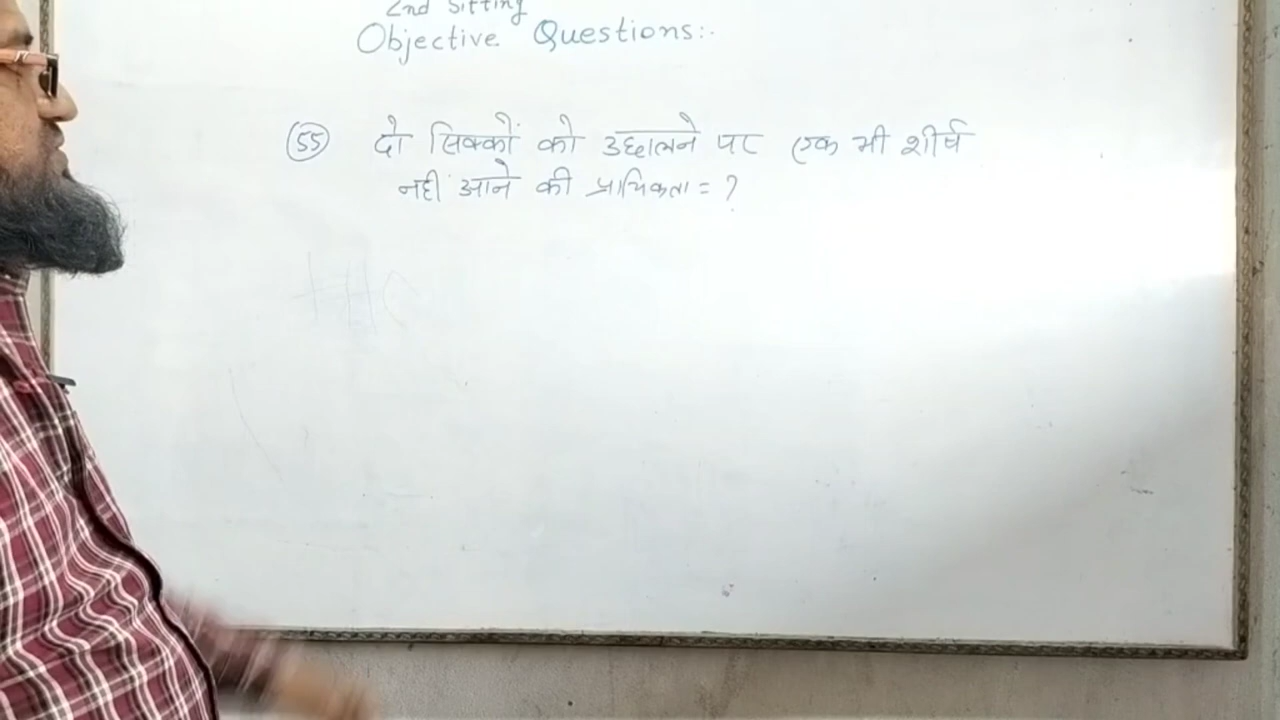 2nd Sitting
Objective Questions:-
(55) दो सिक्कों को उछालने पर एक भी शीर्ष
नहीं आने की प्रायिकता = ?